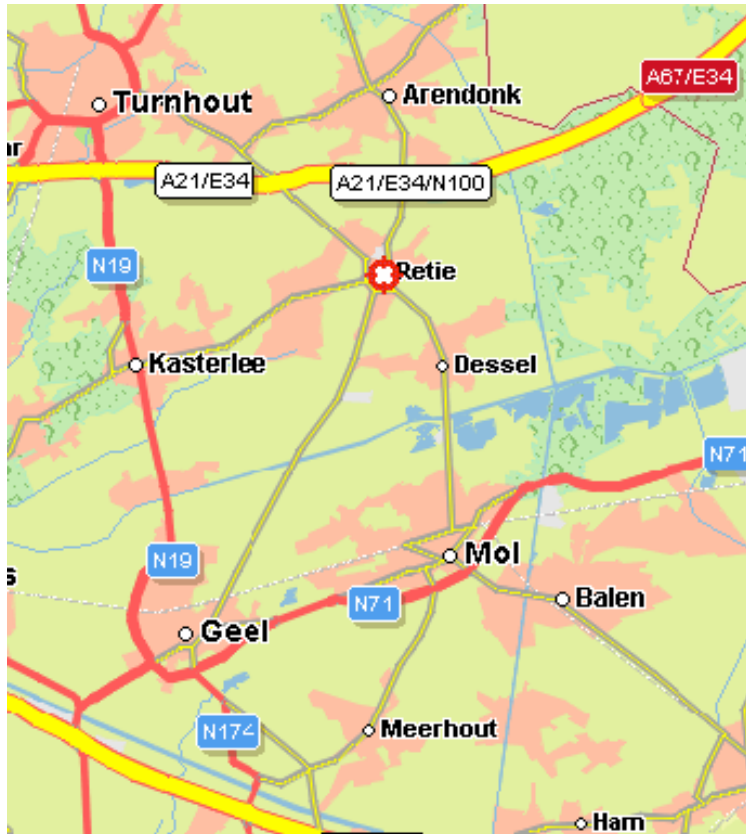 A67/E34
Turnhout
Arendonk
ar
A21/E34
A21/E34/N100
N19
Retie
Kasterlee
Dessel
N71
N19
Mol
s
N71
Balen
Geel
N174
Meerhout
Ham